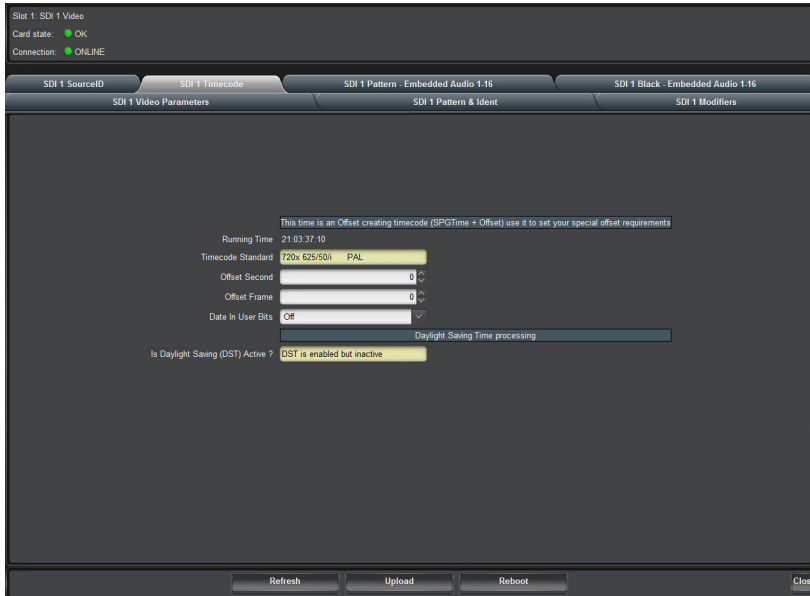 Slot 1: SDI 1 Video
Card state: OK
Connection: ONLINE
SDI 1 SourceID SDI 1 Timecode SDI 1 Pattern - Embedded Audio 1-16 SDI 1 Black - Embedded Audio 1-16
SDI 1 Video Parameters SDI 1 Pattern & Ident SDI 1 Modifiers
This time is an Offset creating timecode (SPGTime + Offset) use it to set your special offset requirements
Running Time 21:03:37:10
Timecode Standard 720x 625/50/i PAL
Offset Second 0
Offset Frame 0
Date In User Bits Off
Daylight Saving Time processing
Is Daylight Saving (DST) Active ? DST is enabled but inactive
Refresh Upload Reboot Clos